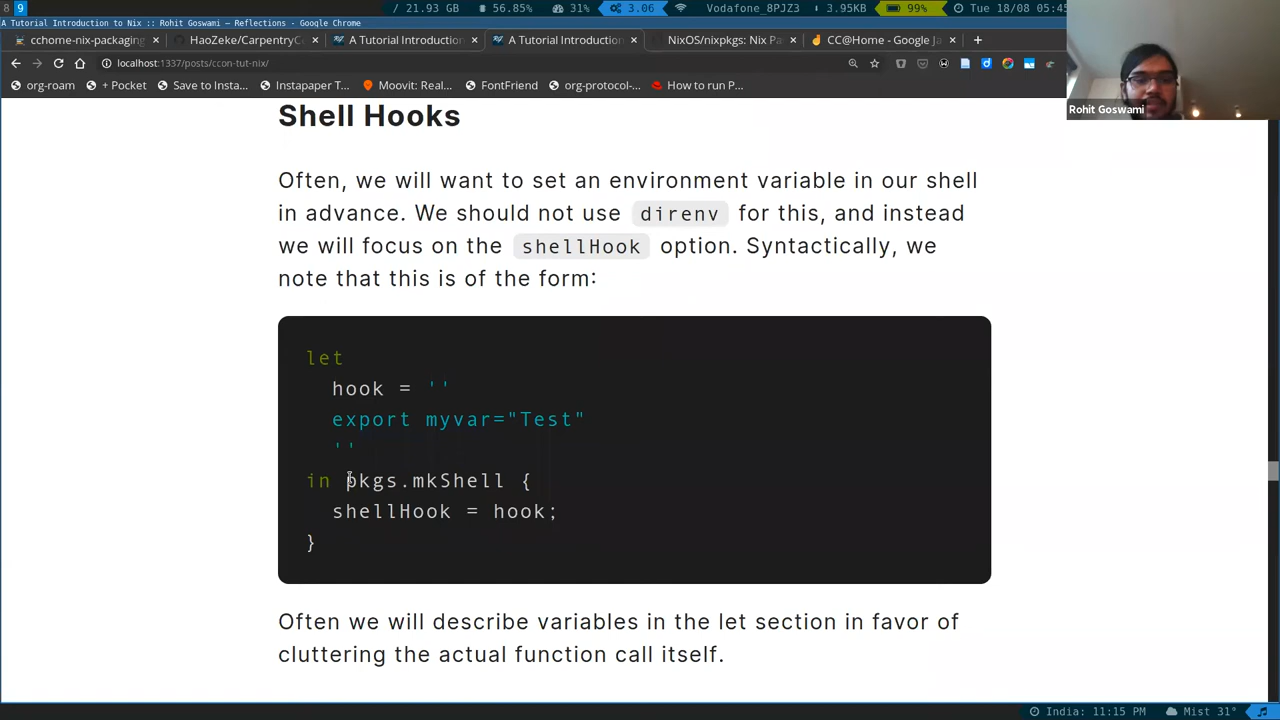 8 9 / 21.93 GB 56.85% 31% 3.06 Vodafone_8PJZ3 3.95KB 99% Tue 18/08 05:45
A Tutorial Introduction to Nix :: Rohit Goswami — Reflections - Google Chrome
cchome-nix-packaging × HaoZeke/CarpentryC × A Tutorial Introduction × A Tutorial Introduction × NixOS/nixpkgs: Nix Pa × CC@Home - Google Ja × +
localhost:1337/posts/ccon-tut-nix/
org-roam + Pocket Save to Insta... Instapaper T... Moovit: Real... FontFriend org-protocol-... How to run P...
Rohit Goswami
Shell Hooks
Often, we will want to set an environment variable in our shell
in advance. We should not use direnv for this, and instead
we will focus on the shellHook option. Syntactically, we
note that this is of the form:
let
hook = ''
export myvar="Test"
''
in pkgs.mkShell {
shellHook = hook;
}
Often we will describe variables in the let section in favor of
cluttering the actual function call itself.
India: 11:15 PM Mist 31°